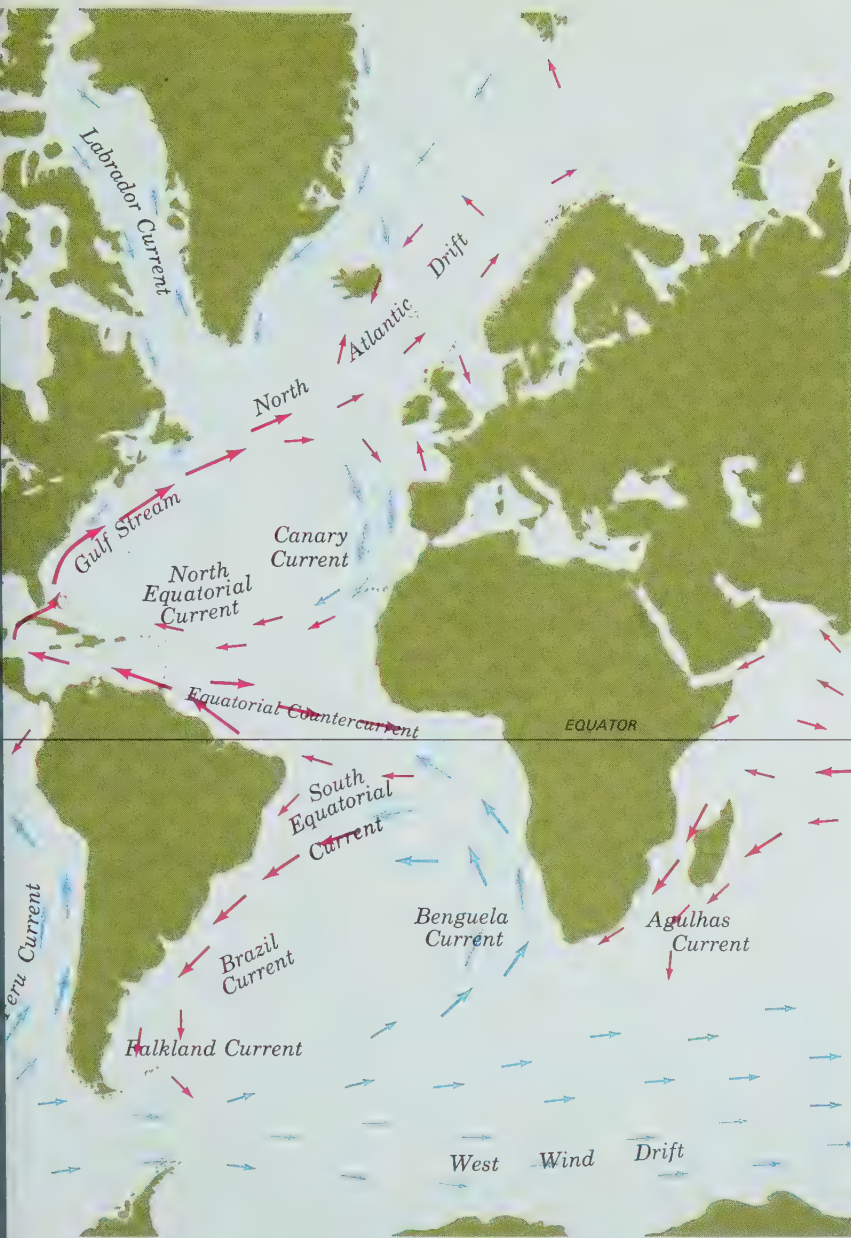 Labrador Current
North
Atlantic
Drift
Gulf Stream
Canary
Current
North
Equatorial
Current
Equatorial Countercurrent
EQUATOR
South
Equatorial
Current
Benguela
Current
Agulhas
Current
Peru Current
Brazil
Current
Falkland Current
West Wind Drift